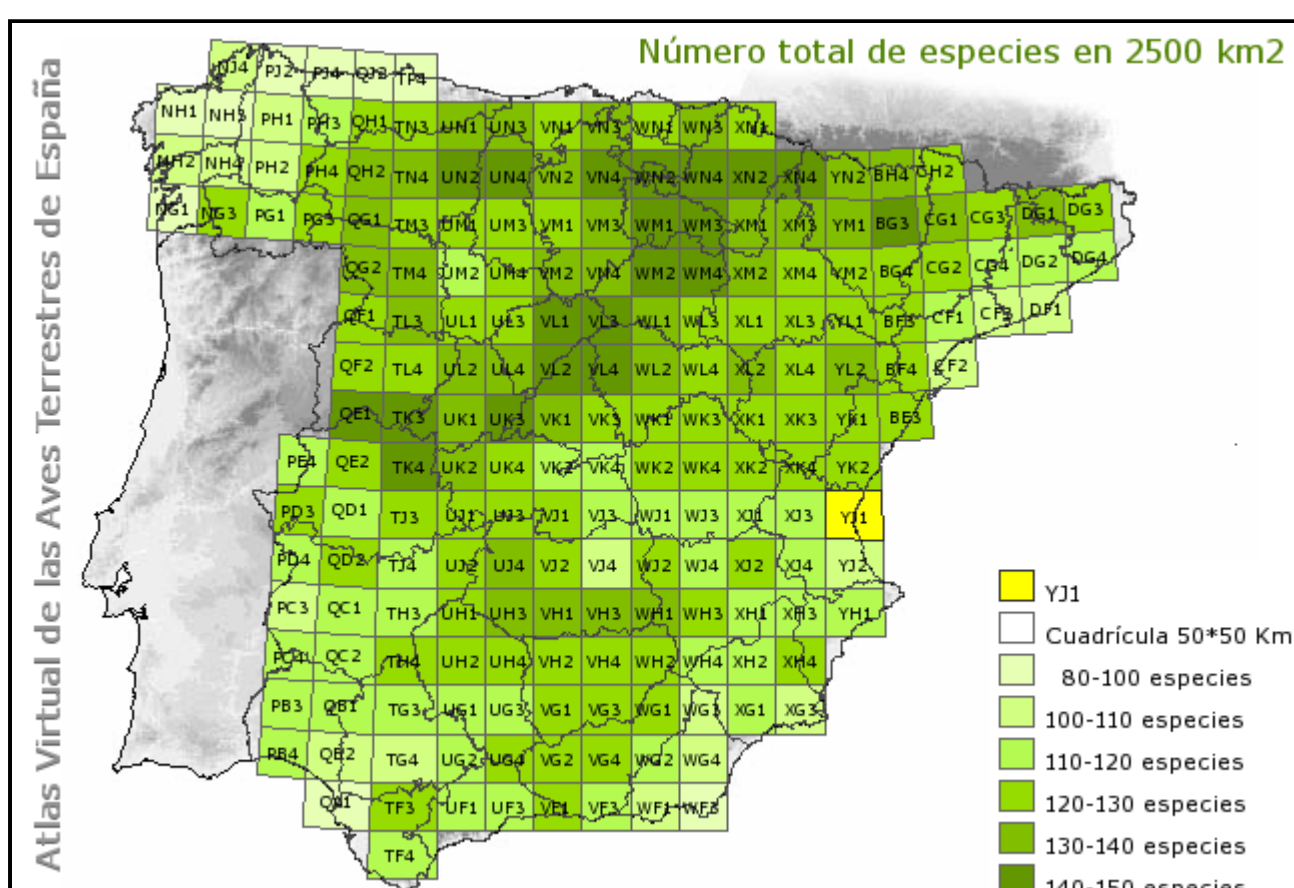 Número total de especies en 2500 km2
Atlas Virtual de las Aves Terrestres de España
NJ4 PJ2 PJ4 QJ2 TP4
NH1 NH3 PH1 PH3 QH1 TN3 UN1 UN3 VN1 VN3 WN1 WN3 XN1
NH2 NH4 PH2 PH4 QH2 TN4 UN2 UN4 VN2 VN4 WN2 WN4 XN2 XN4 YN2 BH4 CH2
NG1 NG3 PG1 PG3 QG1 TM3 UM1 UM3 VM1 VM3 WM1 WM3 XM1 XM3 YM1 BG3 CG1 CG3 DG1 DG3
QG2 TM4 UM2 UM4 VM2 VM4 WM2 WM4 XM2 XM4 YM2 BG4 CG2 CG4 DG2 DG4
QF1 TL3 UL1 UL3 VL1 VL3 WL1 WL3 XL1 XL3 YL1 BF3 CF1 CF3 DF1
QF2 TL4 UL2 UL4 VL2 VL4 WL2 WL4 XL2 XL4 YL2 BF4 CF2
QE1 TK3 UK1 UK3 VK1 VK3 WK1 WK3 XK1 XK3 YK1 BE3
PE4 QE2 TK4 UK2 UK4 VK2 VK4 WK2 WK4 XK2 XK4 YK2
PD3 QD1 TJ3 UJ1 UJ3 VJ1 VJ3 WJ1 WJ3 XJ1 XJ3 YJ1
PD4 QD2 TJ4 UJ2 UJ4 VJ2 VJ4 WJ2 WJ4 XJ2 XJ4 YJ2
PC3 QC1 TH3 UH1 UH3 VH1 VH3 WH1 WH3 XH1 XH3 YH1
PC4 QC2 TH4 UH2 UH4 VH2 VH4 WH2 WH4 XH2 XH4
PB3 QB1 TG3 UG1 UG3 VG1 VG3 WG1 WG3 XG1 XG3
PB4 QB2 TG4 UG2 UG4 VG2 VG4 WG2 WG4
QA1 TF3 UF1 UF3 VF1 VF3 WF1 WF3
TF4
YJ1
Cuadrícula 50*50 Km
80-100 especies
100-110 especies
110-120 especies
120-130 especies
130-140 especies
140-150 especies